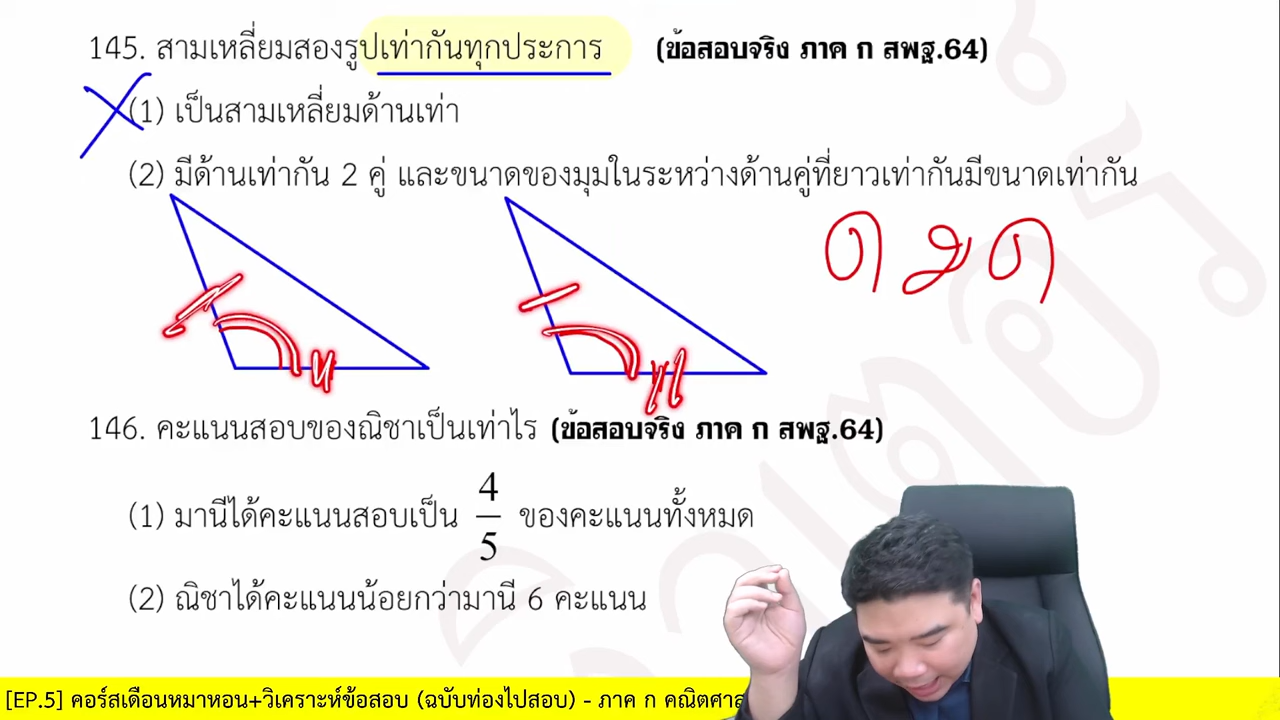 145. สามเหลี่ยมสองรูปเท่ากันทุกประการ (ข้อสอบจริง ภาค ก สพฐ.64)
(1) เป็นสามเหลี่ยมด้านเท่า
(2) มีด้านเท่ากัน 2 คู่ และขนาดของมุมในระหว่างด้านคู่ที่ยาวเท่ากันมีขนาดเท่ากัน
ด ม ด
146. คะแนนสอบของณิชาเป็นเท่าไร (ข้อสอบจริง ภาค ก สพฐ.64)
(1) มานีได้คะแนนสอบเป็น 4/5 ของคะแนนทั้งหมด
(2) ณิชาได้คะแนนน้อยกว่ามานี 6 คะแนน
[EP.5] คอร์สเดือนหมาหอน+วิเคราะห์ข้อสอบ (ฉบับท่องไปสอบ) - ภาค ก